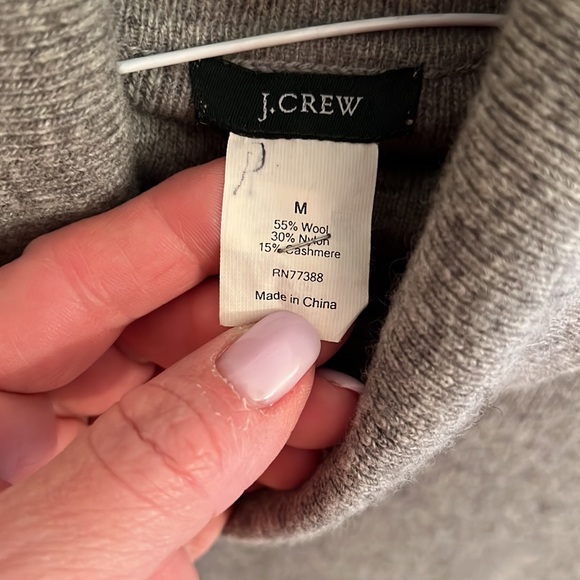 J.CREW
P
M
55% Wool
30% Nylon
15% Cashmere
RN77388
Made in China